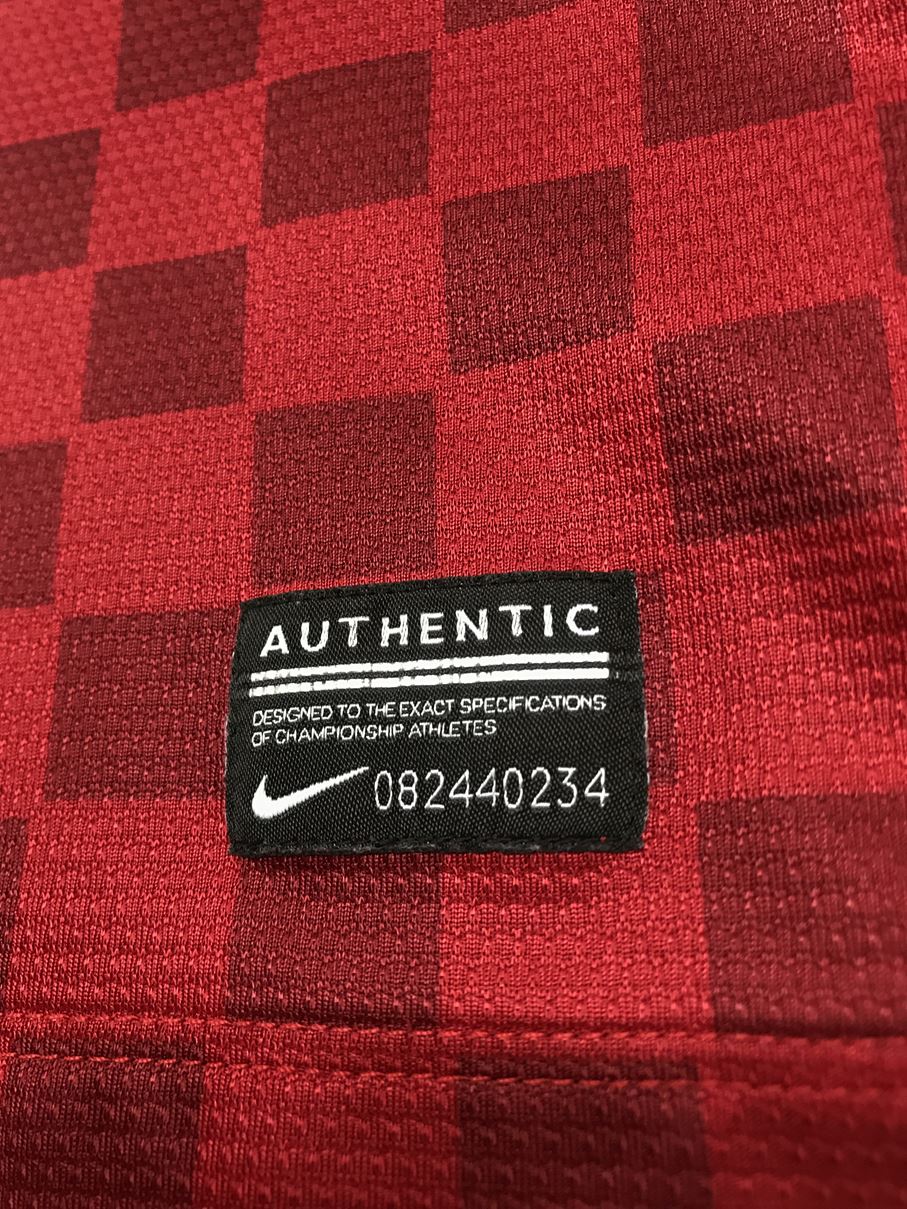 AUTHENTIC
DESIGNED TO THE EXACT SPECIFICATIONS
OF CHAMPIONSHIP ATHLETES
082440234